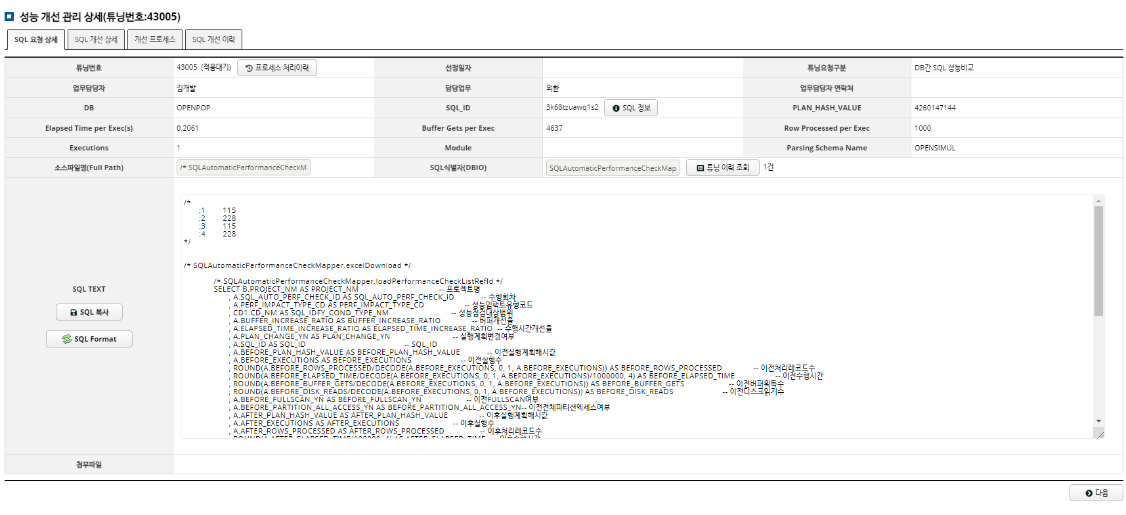 성능 개선 관리 상세(튜닝번호:43005)
SQL 요청 상세 SQL 개선 상세 개선 프로세스 SQL 개선 이력
튜닝번호 43005 (적용대기) 프로세스 처리이력 선정일자 튜닝요청구분 DB간 SQL 성능비교
업무담당자 김개발 담당업무 외환 업무담당자 연락처
DB OPENPOP SQL_ID 3k68tzuawq1s2 SQL 정보 PLAN_HASH_VALUE 4260147144
Elapsed Time per Exec(s) 0.2061 Buffer Gets per Exec 4637 Row Processed per Exec 1000
Executions 1 Module Parsing Schema Name OPENSIMUL
소스파일명(Full Path) /* SQLAutomaticPerformanceCheckM SQL식별자(DBIO) SQLAutomaticPerformanceCheckMap 튜닝 이력 조회 1건
SQL TEXT
SQL 복사
SQL Format
/*
:1 115
:2 228
:3 115
:4 228
*/
/* SQLAutomaticPerformanceCheckMapper.excelDownload */
/* SQLAutomaticPerformanceCheckMapper.loadPerformanceCheckListRefId */
SELECT B.PROJECT_NM AS PROJECT_NM -- 프로젝트명
, A.SQL_AUTO_PERF_CHECK_ID AS SQL_AUTO_PERF_CHECK_ID -- 수행회차
, A.PERF_IMPACT_TYPE_CD AS PERF_IMPACT_TYPE_CD -- 성능임팩트유형코드
, CD1.CD_NM AS SQL_IDFY_COND_TYPE_NM -- 성능점검대상범위
, A.BUFFER_INCREASE_RATIO AS BUFFER_INCREASE_RATIO -- 버퍼개선율
, A.ELAPSED_TIME_INCREASE_RATIO AS ELAPSED_TIME_INCREASE_RATIO -- 수행시간개선율
, A.PLAN_CHANGE_YN AS PLAN_CHANGE_YN -- 실행계획변경여부
, A.SQL_ID AS SQL_ID -- SQL_ID
, A.BEFORE_PLAN_HASH_VALUE AS BEFORE_PLAN_HASH_VALUE -- 이전실행계획해시값
, A.BEFORE_EXECUTIONS AS BEFORE_EXECUTIONS -- 이전실행수
, ROUND(A.BEFORE_ROWS_PROCESSED/DECODE(A.BEFORE_EXECUTIONS, 0, 1, A.BEFORE_EXECUTIONS)) AS BEFORE_ROWS_PROCESSED -- 이전처리레코드수
, ROUND(A.BEFORE_ELAPSED_TIME/DECODE(A.BEFORE_EXECUTIONS, 0, 1, A.BEFORE_EXECUTIONS)/1000000, 4) AS BEFORE_ELAPSED_TIME -- 이전수행시간
, ROUND(A.BEFORE_BUFFER_GETS/DECODE(A.BEFORE_EXECUTIONS, 0, 1, A.BEFORE_EXECUTIONS)) AS BEFORE_BUFFER_GETS -- 이전버퍼획득수
, ROUND(A.BEFORE_DISK_READS/DECODE(A.BEFORE_EXECUTIONS, 0, 1, A.BEFORE_EXECUTIONS)) AS BEFORE_DISK_READS -- 이전디스크읽기수
, A.BEFORE_FULLSCAN_YN AS BEFORE_FULLSCAN_YN -- 이전FULLSCAN여부
, A.BEFORE_PARTITION_ALL_ACCESS_YN AS BEFORE_PARTITION_ALL_ACCESS_YN-- 이전전체파티션액세스여부
, A.AFTER_PLAN_HASH_VALUE AS AFTER_PLAN_HASH_VALUE -- 이후실행계획해시값
, A.AFTER_EXECUTIONS AS AFTER_EXECUTIONS -- 이후실행수
, A.AFTER_ROWS_PROCESSED AS AFTER_ROWS_PROCESSED -- 이후처리레코드수
, ROUND(A.AFTER_ELAPSED_TIME/1000000, 4) AS AFTER_ELAPSED_TIME -- 이후수행시간
첨부파일
다음